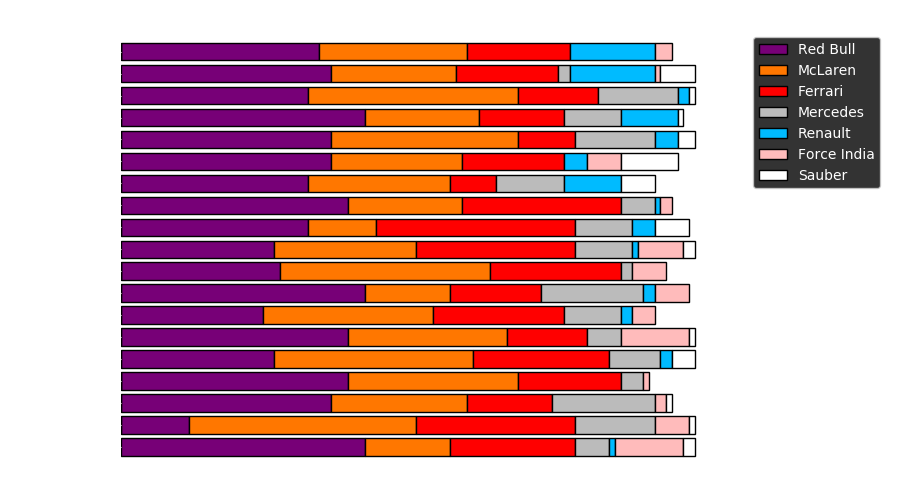 Red Bull
McLaren
Ferrari
Mercedes
Renault
Force India
Sauber